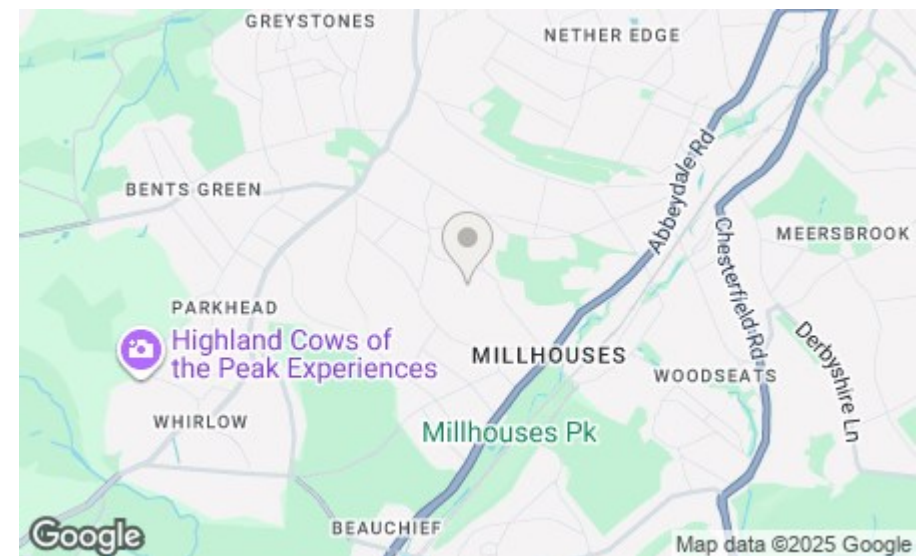 GREYSTONES
NETHER EDGE
Abbeydale Rd
BENTS GREEN
MEERSBROOK
Chesterfield Rd
PARKHEAD
Highland Cows of
the Peak Experiences
MILLHOUSES
Derbyshire Ln
WOODSEATS
WHIRLOW
Millhouses Pk
BEAUCHIEF
Google
Map data ©2025 Google